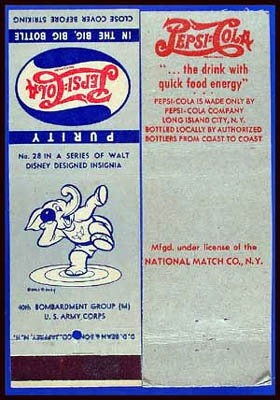 CLOSE COVER BEFORE STRIKING
IN THE BIG, BIG BOTTLE
PEPSI-COLA
PURITY
No. 28 IN A SERIES OF WALT
DISNEY DESIGNED INSIGNIA
40th BOMBARDMENT GROUP (M)
U. S. ARMY CORPS
D. D. BEAN & SONS CO., JAFFREY, N. H.
PEPSI-COLA
"... the drink with
quick food energy"
PEPSI-COLA IS MADE ONLY BY
PEPSI-COLA COMPANY
LONG ISLAND CITY, N. Y.
BOTTLED LOCALLY BY AUTHORIZED
BOTTLERS FROM COAST TO COAST
Mfgd. under license of the
NATIONAL MATCH CO., N.Y.